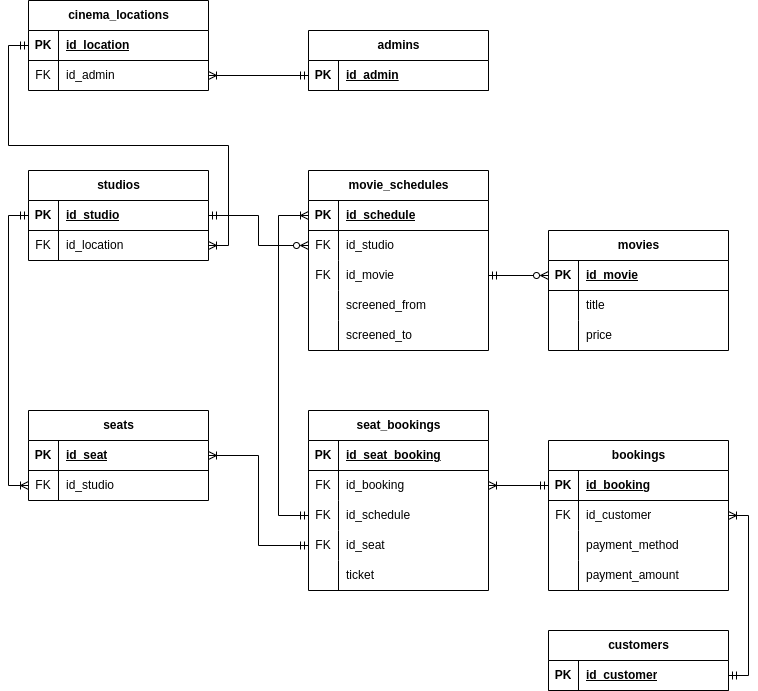 cinema_locations
PK id_location
FK id_admin
admins
PK id_admin
studios
PK id_studio
FK id_location
movie_schedules
PK id_schedule
FK id_studio
FK id_movie
screened_from
screened_to
movies
PK id_movie
title
price
seats
PK id_seat
FK id_studio
seat_bookings
PK id_seat_booking
FK id_booking
FK id_schedule
FK id_seat
ticket
bookings
PK id_booking
FK id_customer
payment_method
payment_amount
customers
PK id_customer